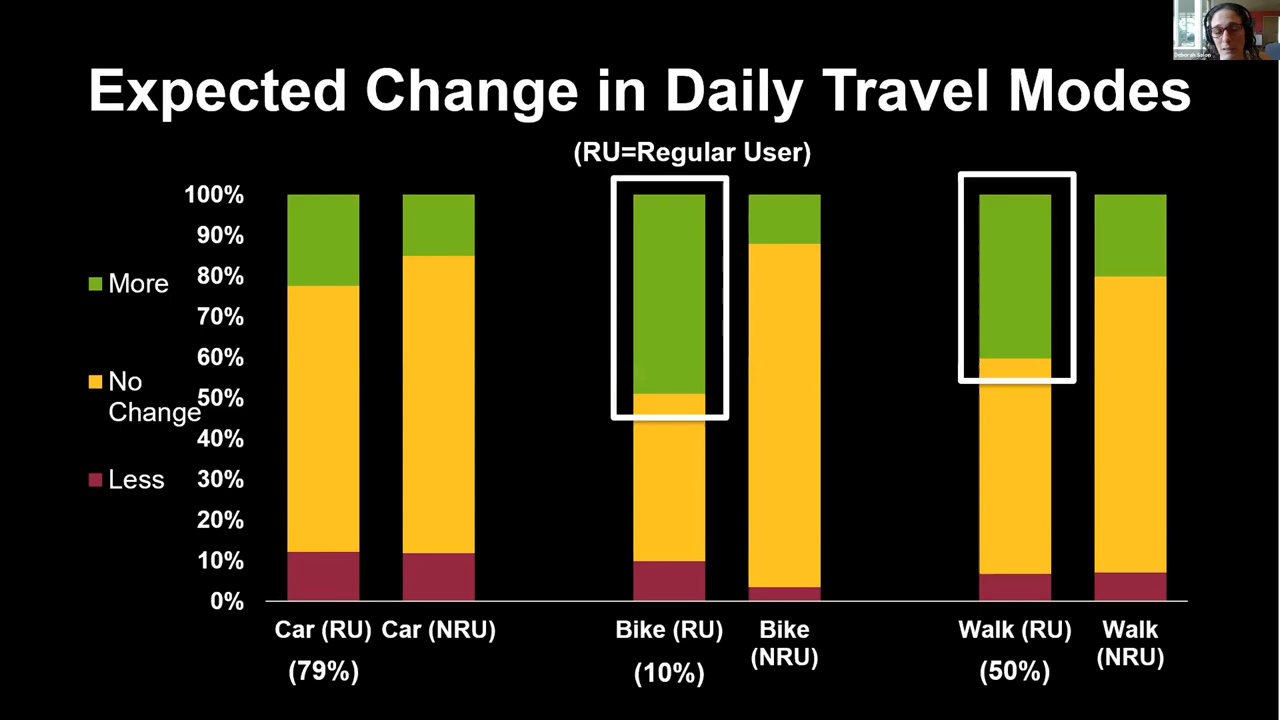 Expected Change in Daily Travel Modes
(RU=Regular User)
100%
90%
80%
70%
60%
50%
40%
30%
20%
10%
0%
More
No
Change
Less
Car (RU)
Car (NRU)
Bike (RU)
Bike
(NRU)
Walk (RU)
Walk
(NRU)
(79%)
(10%)
(50%)